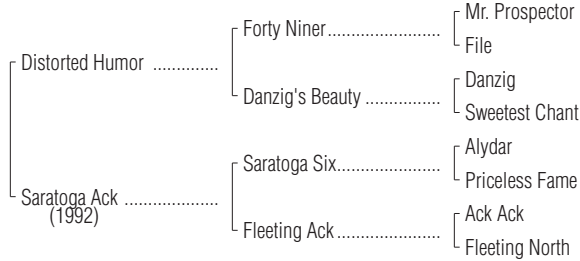 Mr. Prospector
Forty Niner..........................
File
Distorted Humor ...............
Danzig
Danzig's Beauty .................
Sweetest Chant
Alydar
Saratoga Six.......................
Priceless Fame
Saratoga Ack .....................
(1992)
Ack Ack
Fleeting Ack.......................
Fleeting North